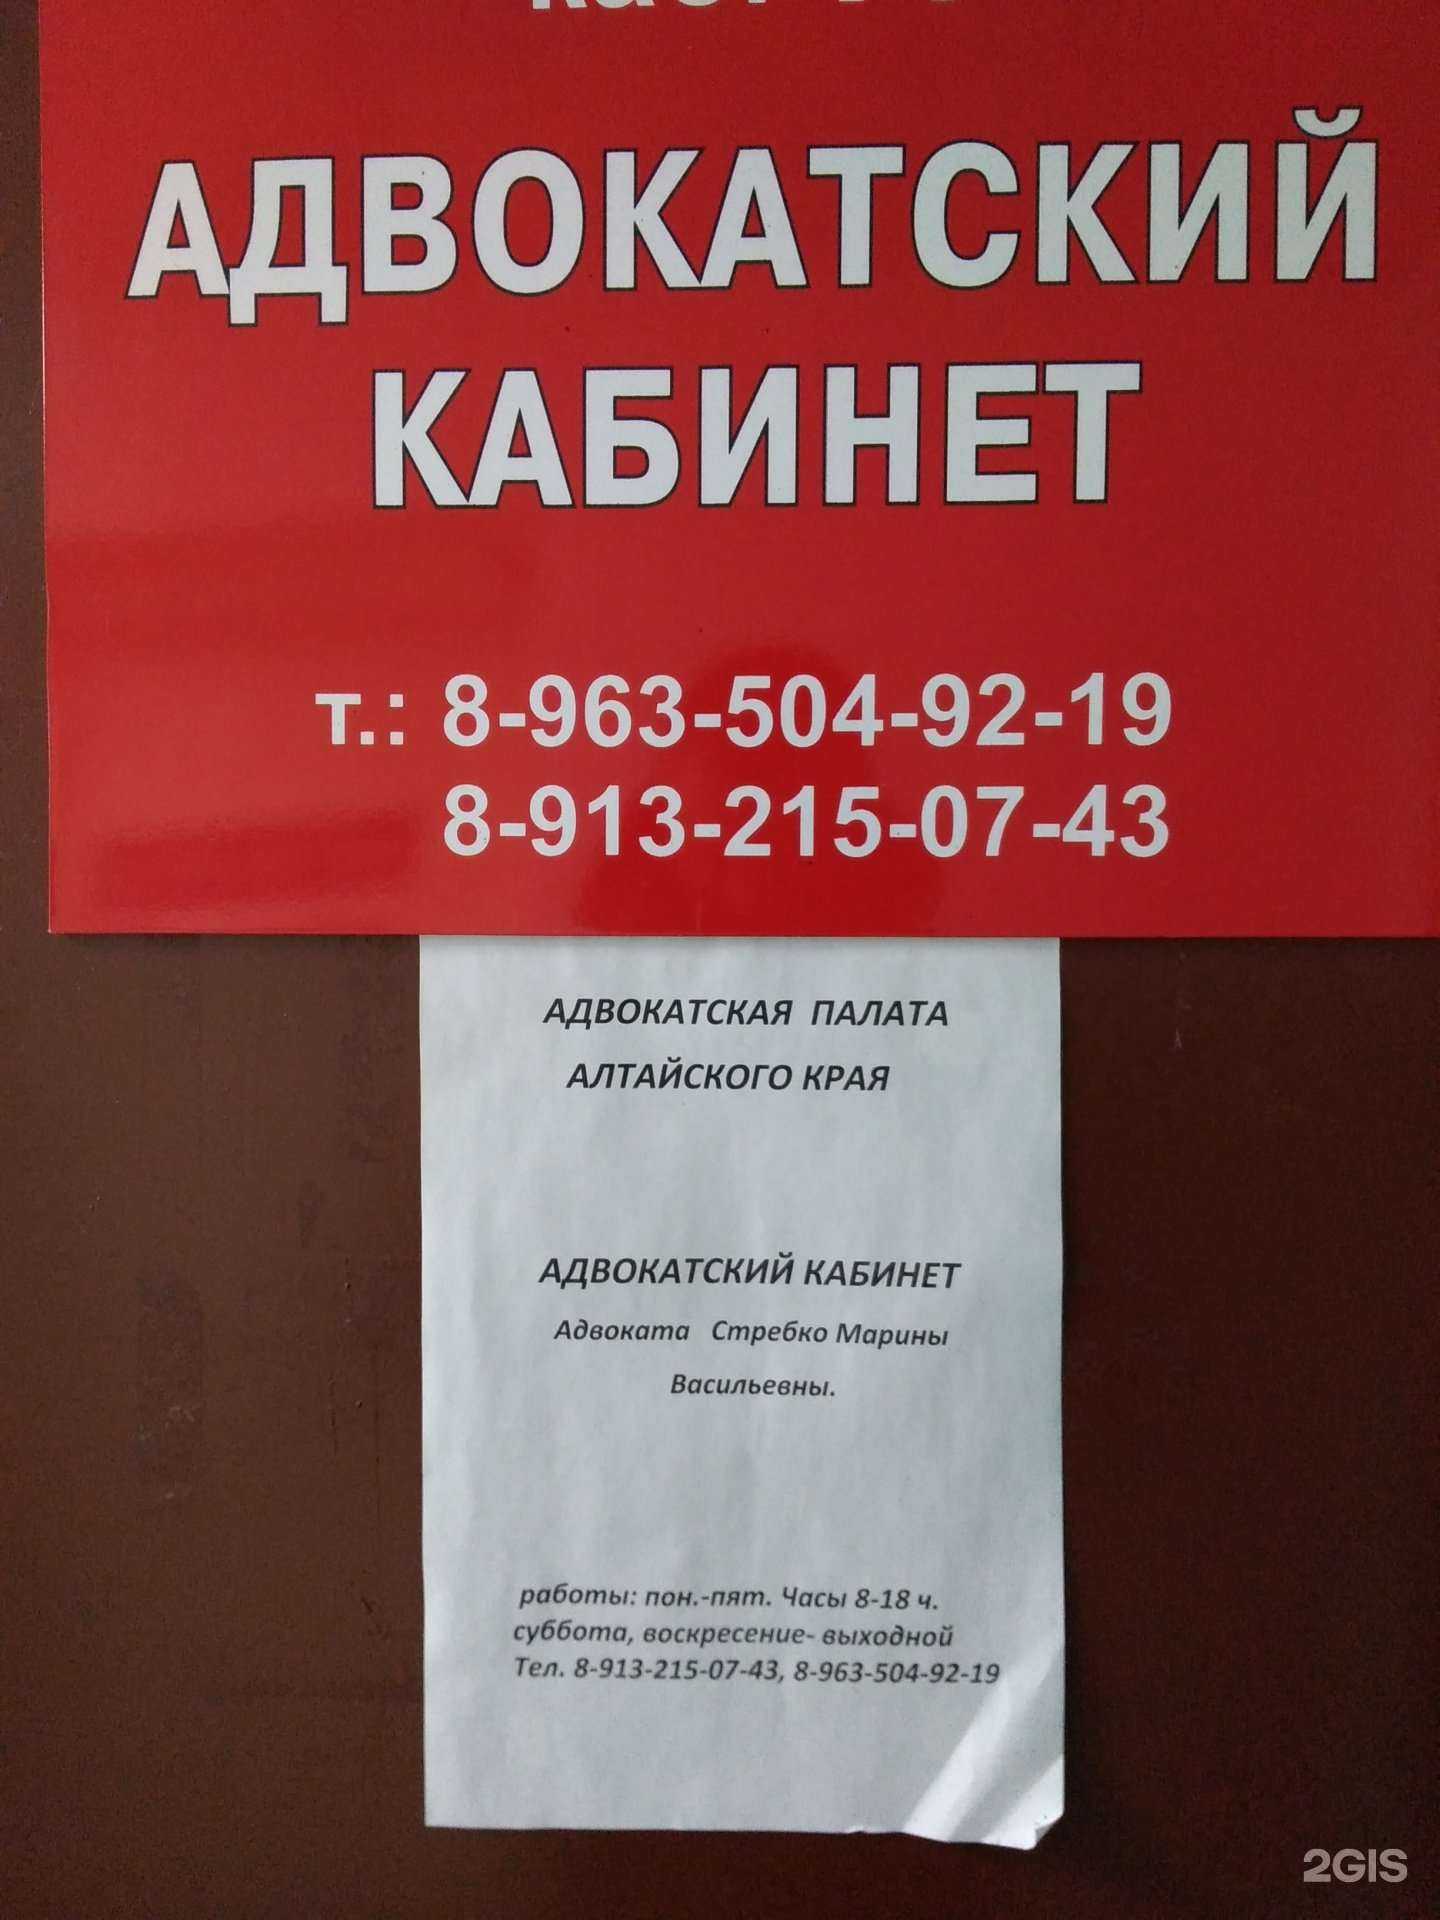 АДВОКАТСКИЙ
КАБИНЕТ
т.: 8-963-504-92-19
8-913-215-07-43
АДВОКАТСКАЯ ПАЛАТА
АЛТАЙСКОГО КРАЯ
АДВОКАТСКИЙ КАБИНЕТ
Адвоката Стребко Марины
Васильевны.
работы: пон.-пят. Часы 8-18 ч.
суббота, воскресение- выходной
Тел. 8-913-215-07-43, 8-963-504-92-19
2GIS